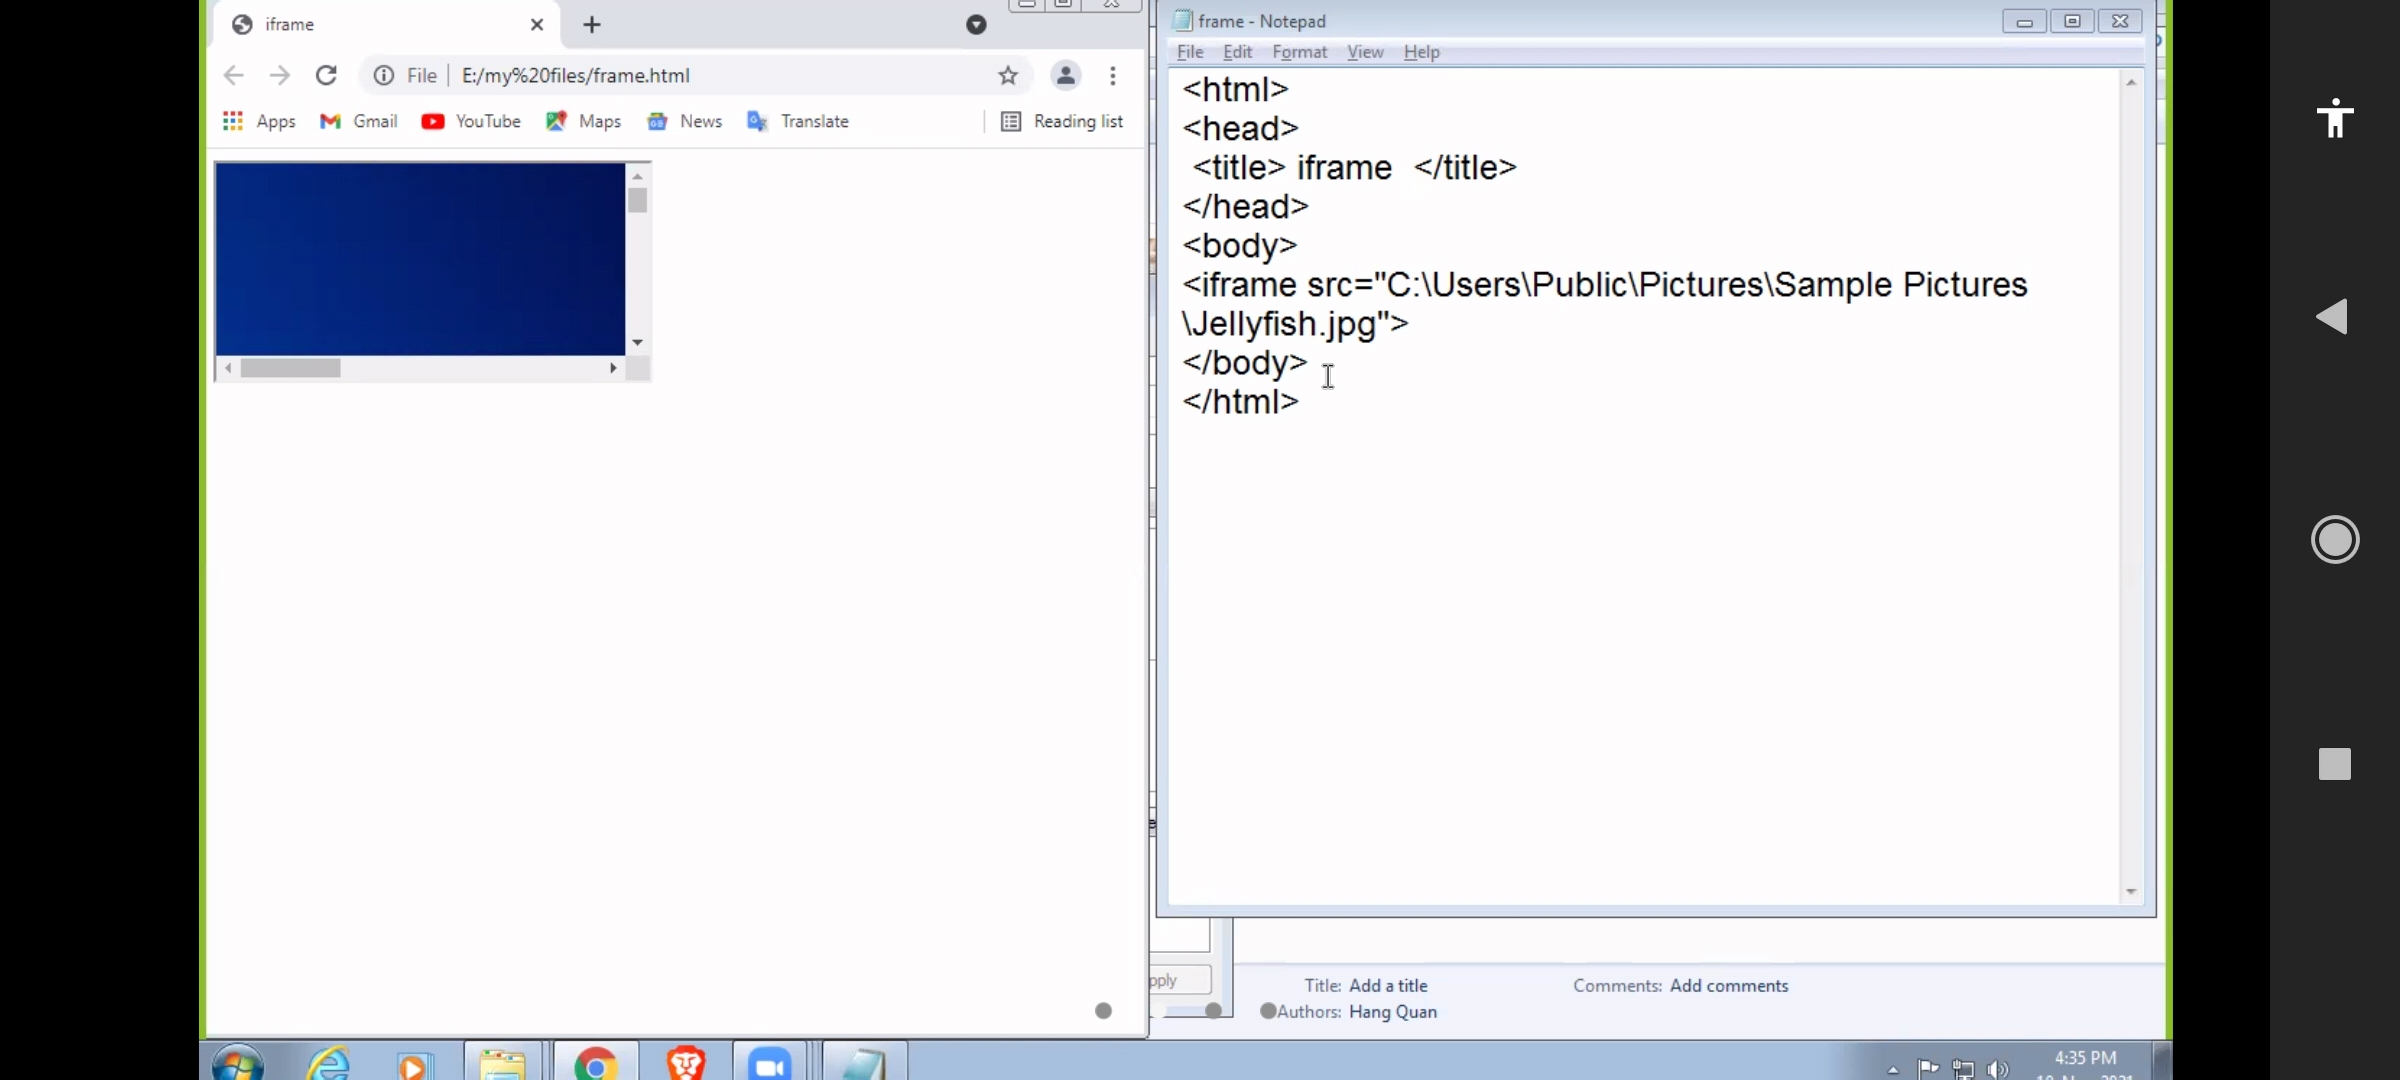 iframe
File E:/my%20files/frame.html
Apps Gmail YouTube Maps News Translate Reading list
frame - Notepad
File Edit Format View Help
<html>
<head>
<title> iframe </title>
</head>
<body>
<iframe src="C:\Users\Public\Pictures\Sample Pictures
\Jellyfish.jpg">
</body>
</html>
pply
Title: Add a title Comments: Add comments
Authors: Hang Quan
4:35 PM